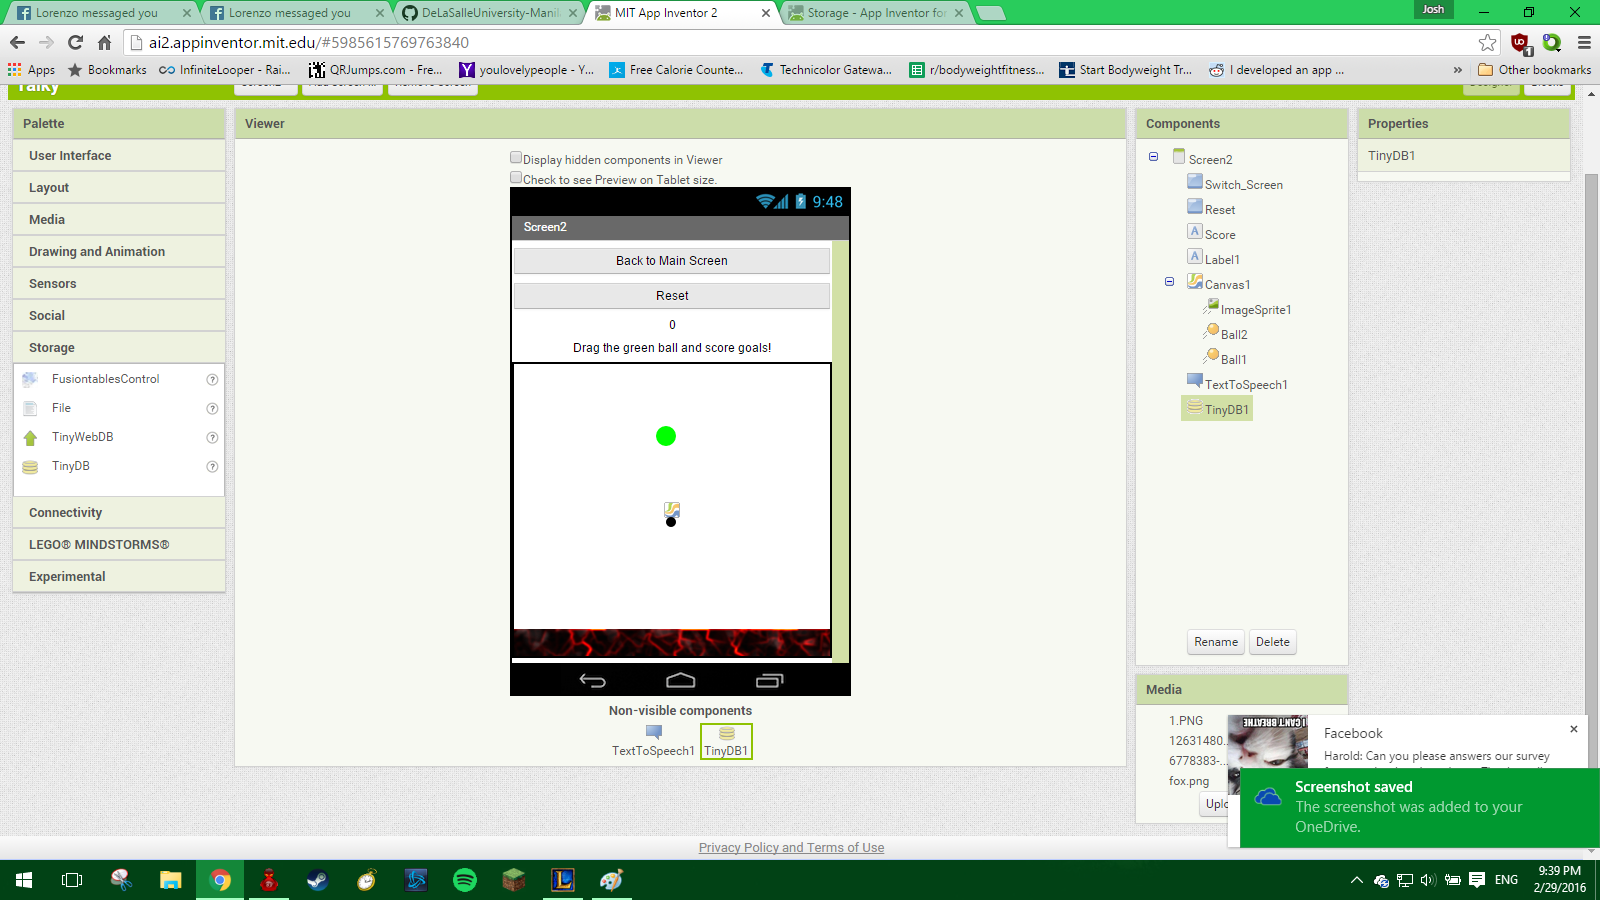 Lorenzo messaged you
Lorenzo messaged you
DeLaSalleUniversity-Manil
MIT App Inventor 2
Storage - App Inventor for
Josh
ai2.appinventor.mit.edu/#5985615769763840
Apps
Bookmarks
InfiniteLooper - Rai...
QRJumps.com - Fre...
youlovelypeople - Y...
Free Calorie Counte...
Technicolor Gatewa...
r/bodyweightfitness...
Start Bodyweight Tr...
I developed an app ...
»
Other bookmarks
Talky
Palette
User Interface
Layout
Media
Drawing and Animation
Sensors
Social
Storage
FusiontablesControl
File
TinyWebDB
TinyDB
Connectivity
LEGO® MINDSTORMS®
Experimental
Viewer
Display hidden components in Viewer
Check to see Preview on Tablet size.
9:48
Screen2
Back to Main Screen
Reset
0
Drag the green ball and score goals!
Non-visible components
TextToSpeech1
TinyDB1
Components
Screen2
Switch_Screen
Reset
Score
Label1
Canvas1
ImageSprite1
Ball2
Ball1
TextToSpeech1
TinyDB1
Rename
Delete
Media
1.PNG
12631480...
6778383-...
fox.png
Properties
TinyDB1
I CAN'T BREATHE
Facebook
Harold: Can you please answers our survey
Screenshot saved
The screenshot was added to your
OneDrive.
Privacy Policy and Terms of Use
ENG
9:39 PM
2/29/2016